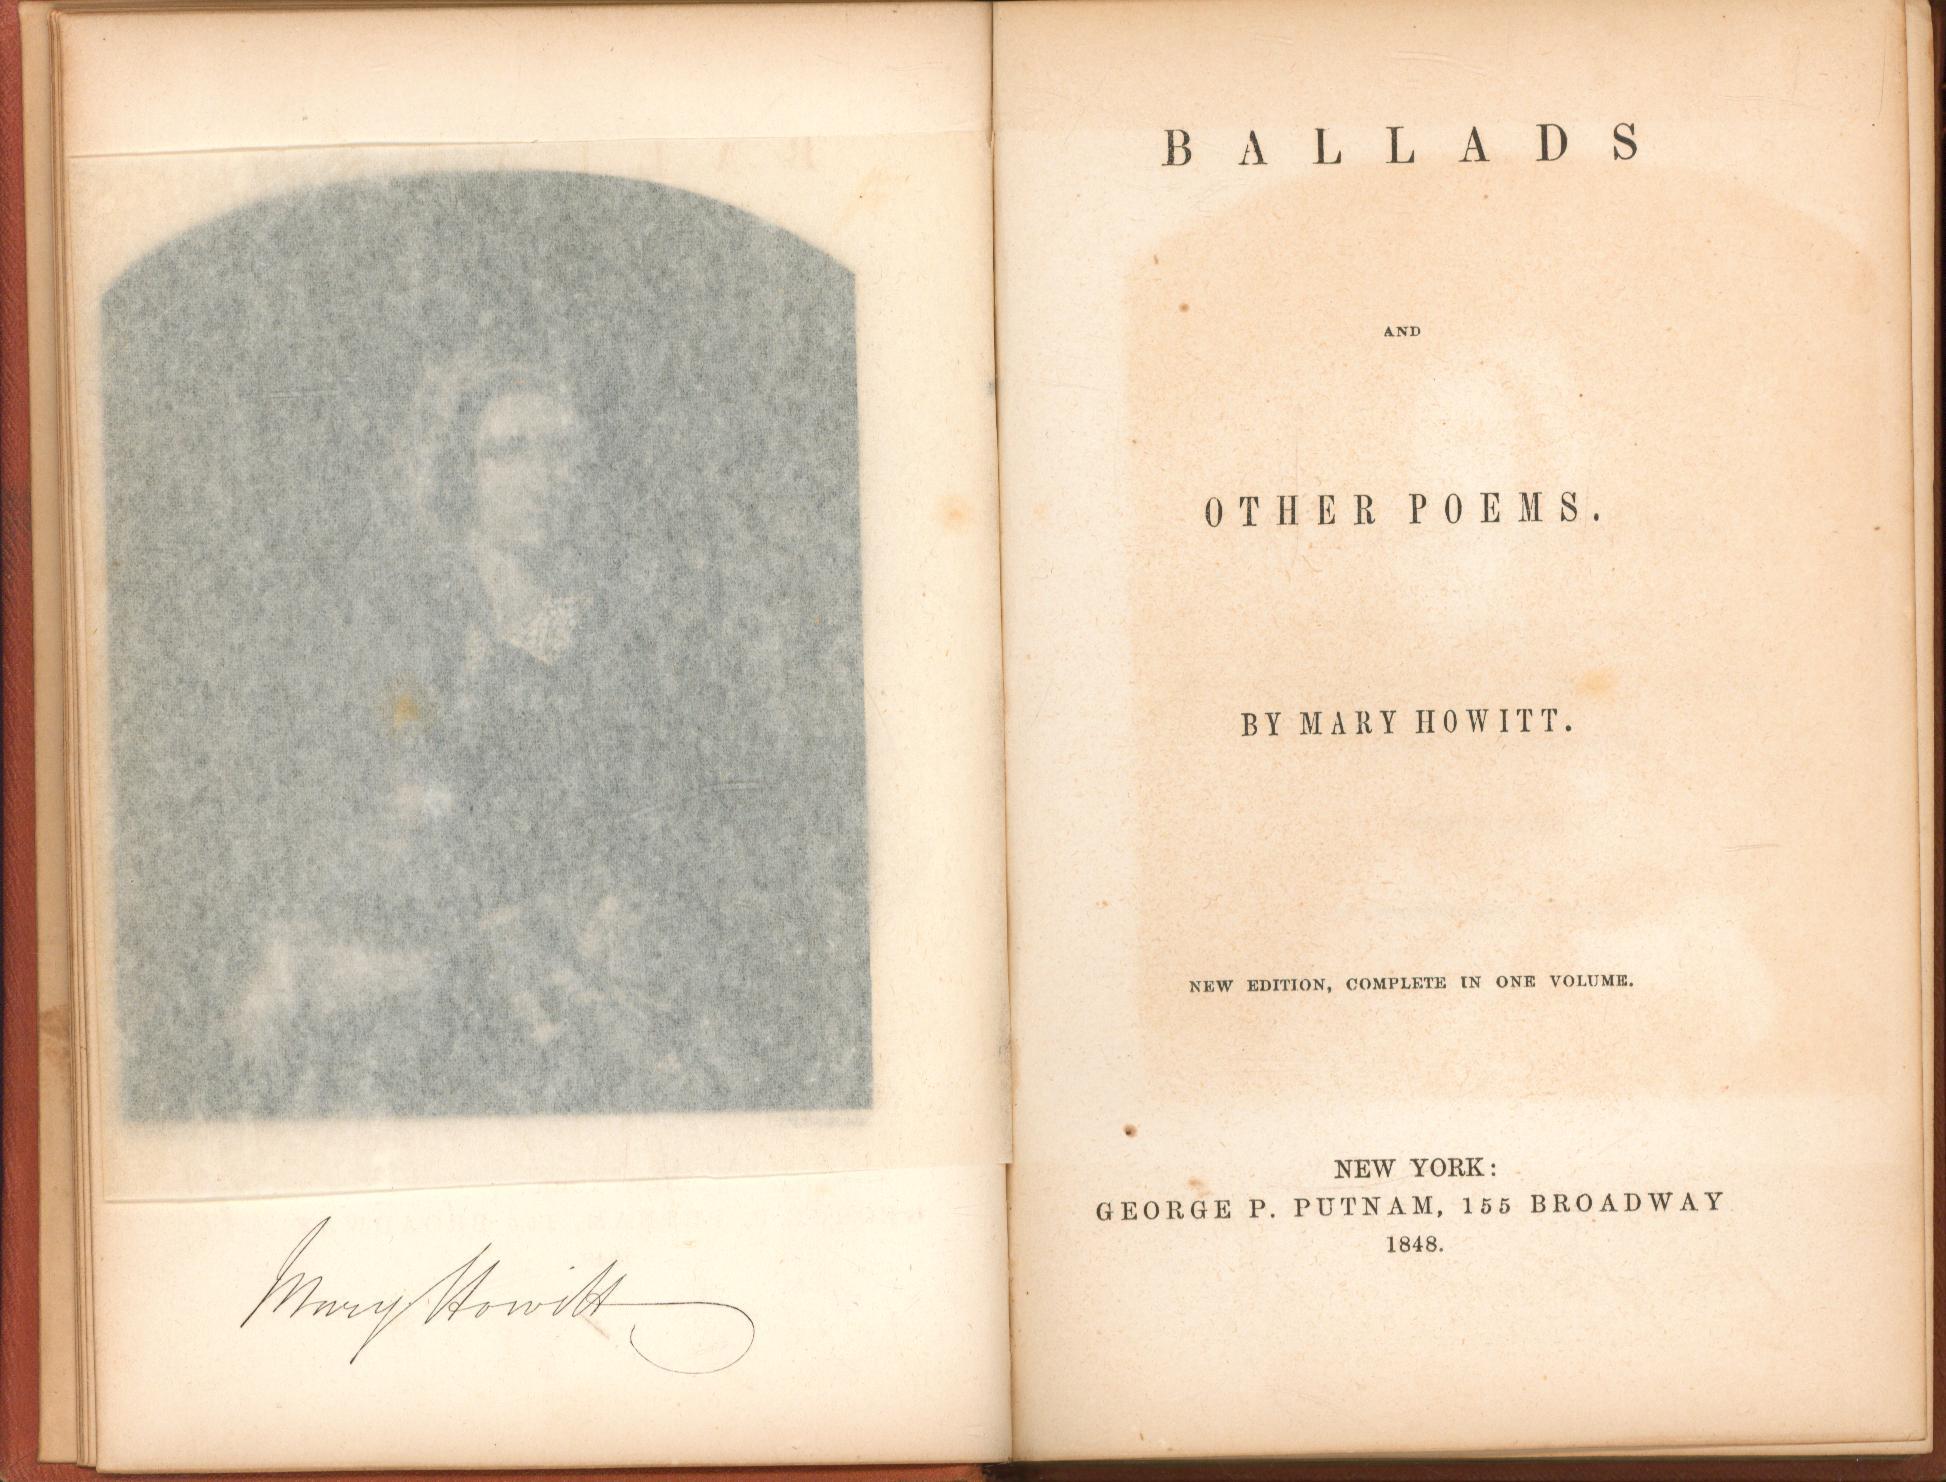 Mary Howitt
BALLADS
AND
OTHER POEMS.
BY MARY HOWITT.
NEW EDITION, COMPLETE IN ONE VOLUME.
NEW YORK:
GEORGE P. PUTNAM, 155 BROADWAY
1848.